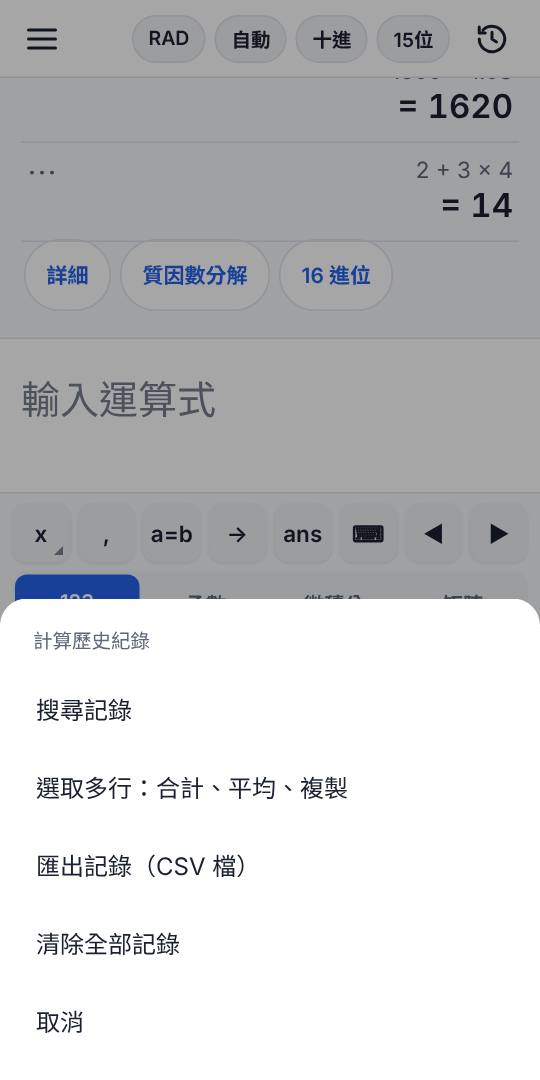 RAD 自動 十進 15位
= 1620
... 2 + 3 × 4
= 14
詳細 質因數分解 16 進位
輸入運算式
x , a=b → ans ⌨ ◀ ▶
計算歷史紀錄
搜尋記錄
選取多行：合計、平均、複製
匯出記錄（CSV 檔）
清除全部記錄
取消